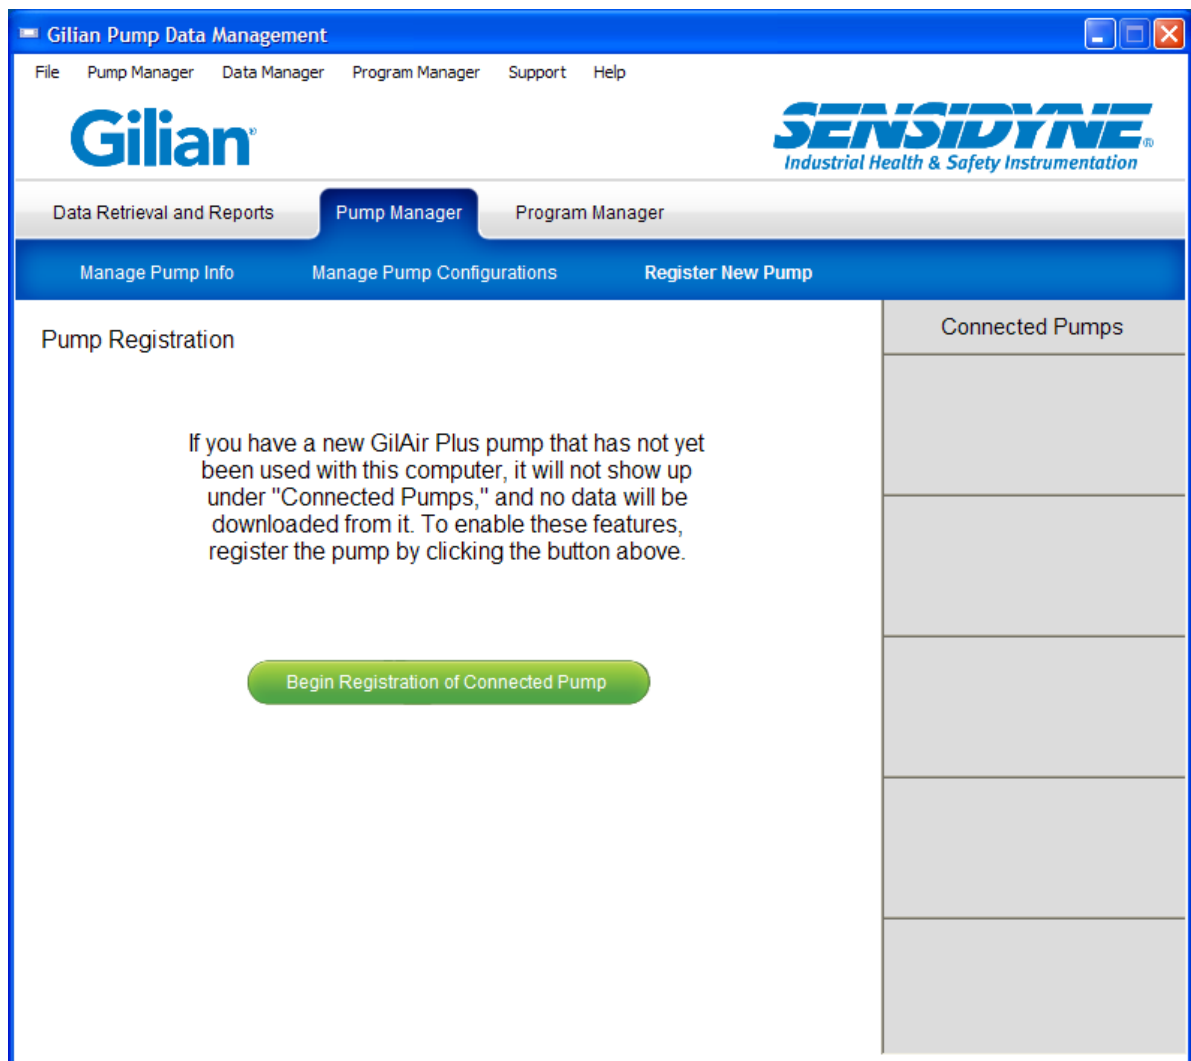 Gilian Pump Data Management
File Pump Manager Data Manager Program Manager Support Help
Gilian®
SENSIDYNE®
Industrial Health & Safety Instrumentation
Data Retrieval and Reports Pump Manager Program Manager
Manage Pump Info Manage Pump Configurations Register New Pump
Pump Registration
Connected Pumps
If you have a new GilAir Plus pump that has not yet
been used with this computer, it will not show up
under "Connected Pumps," and no data will be
downloaded from it. To enable these features,
register the pump by clicking the button above.
Begin Registration of Connected Pump